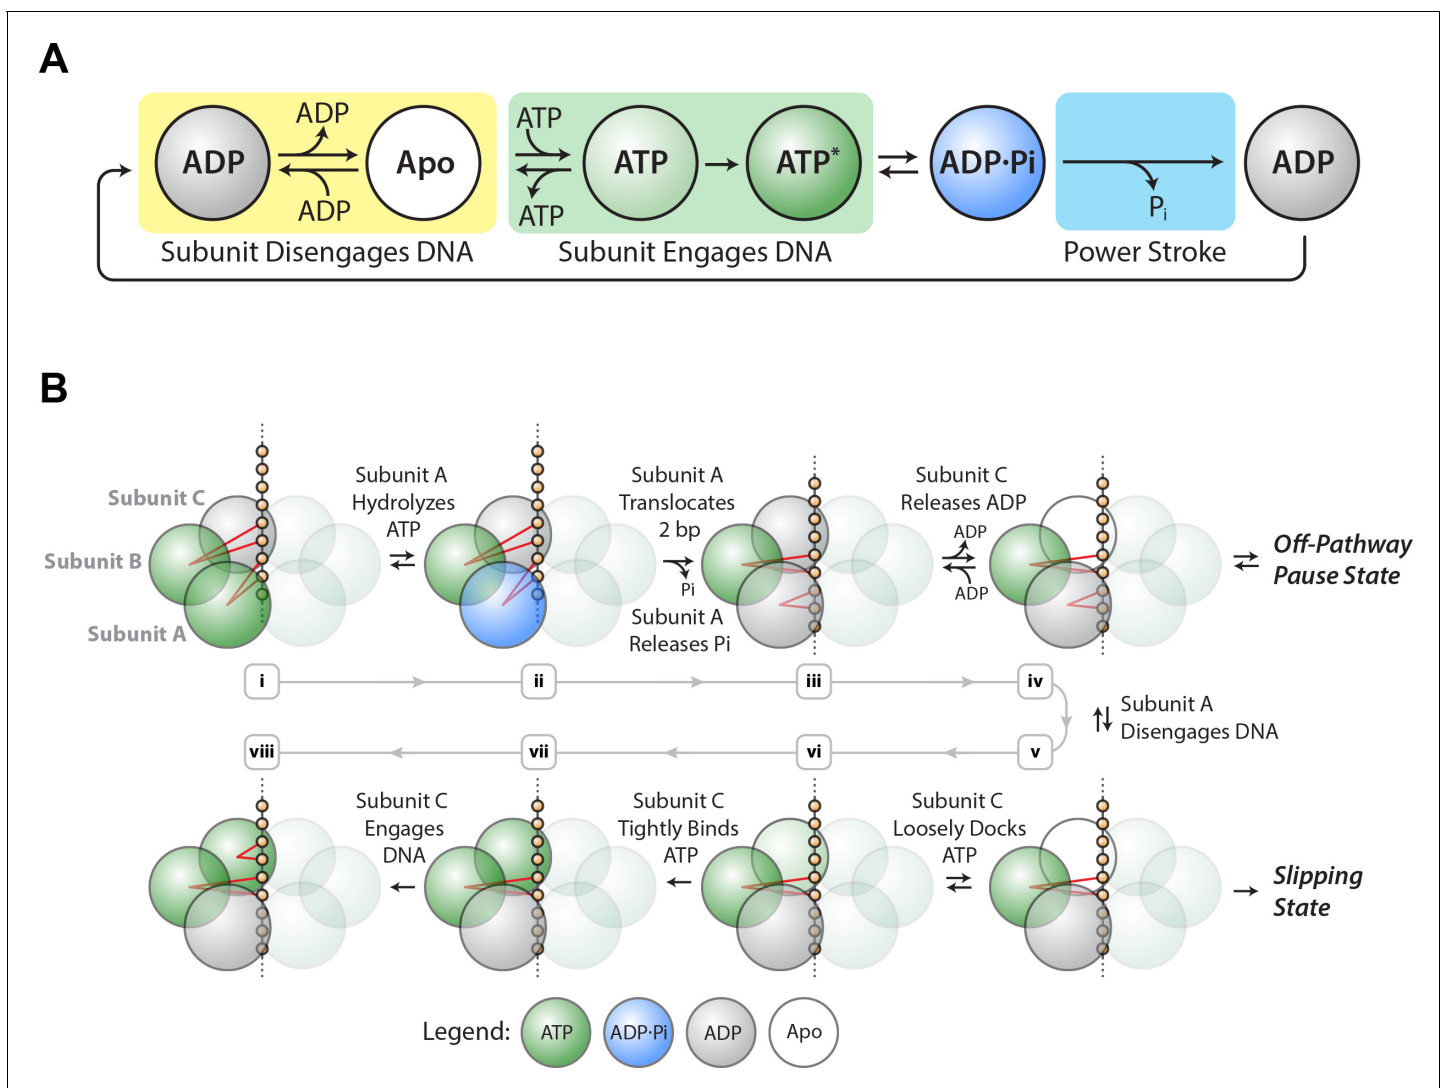 A
ADP
ADP
ADP
Apo
Subunit Disengages DNA
ATP
ATP
ATP
ATP*
Subunit Engages DNA
ADP·Pi
Pi
Power Stroke
ADP
B
Subunit C
Subunit B
Subunit A
Subunit A
Hydrolyzes
ATP
Subunit A
Translocates
2 bp
Pi
Subunit A
Releases Pi
Subunit C
Releases ADP
ADP
ADP
Off-Pathway
Pause State
i
ii
iii
iv
Subunit A
Disengages DNA
viii
vii
vi
v
Subunit C
Engages
DNA
Subunit C
Tightly Binds
ATP
Subunit C
Loosely Docks
ATP
Slipping
State
Legend:
ATP
ADP·Pi
ADP
Apo